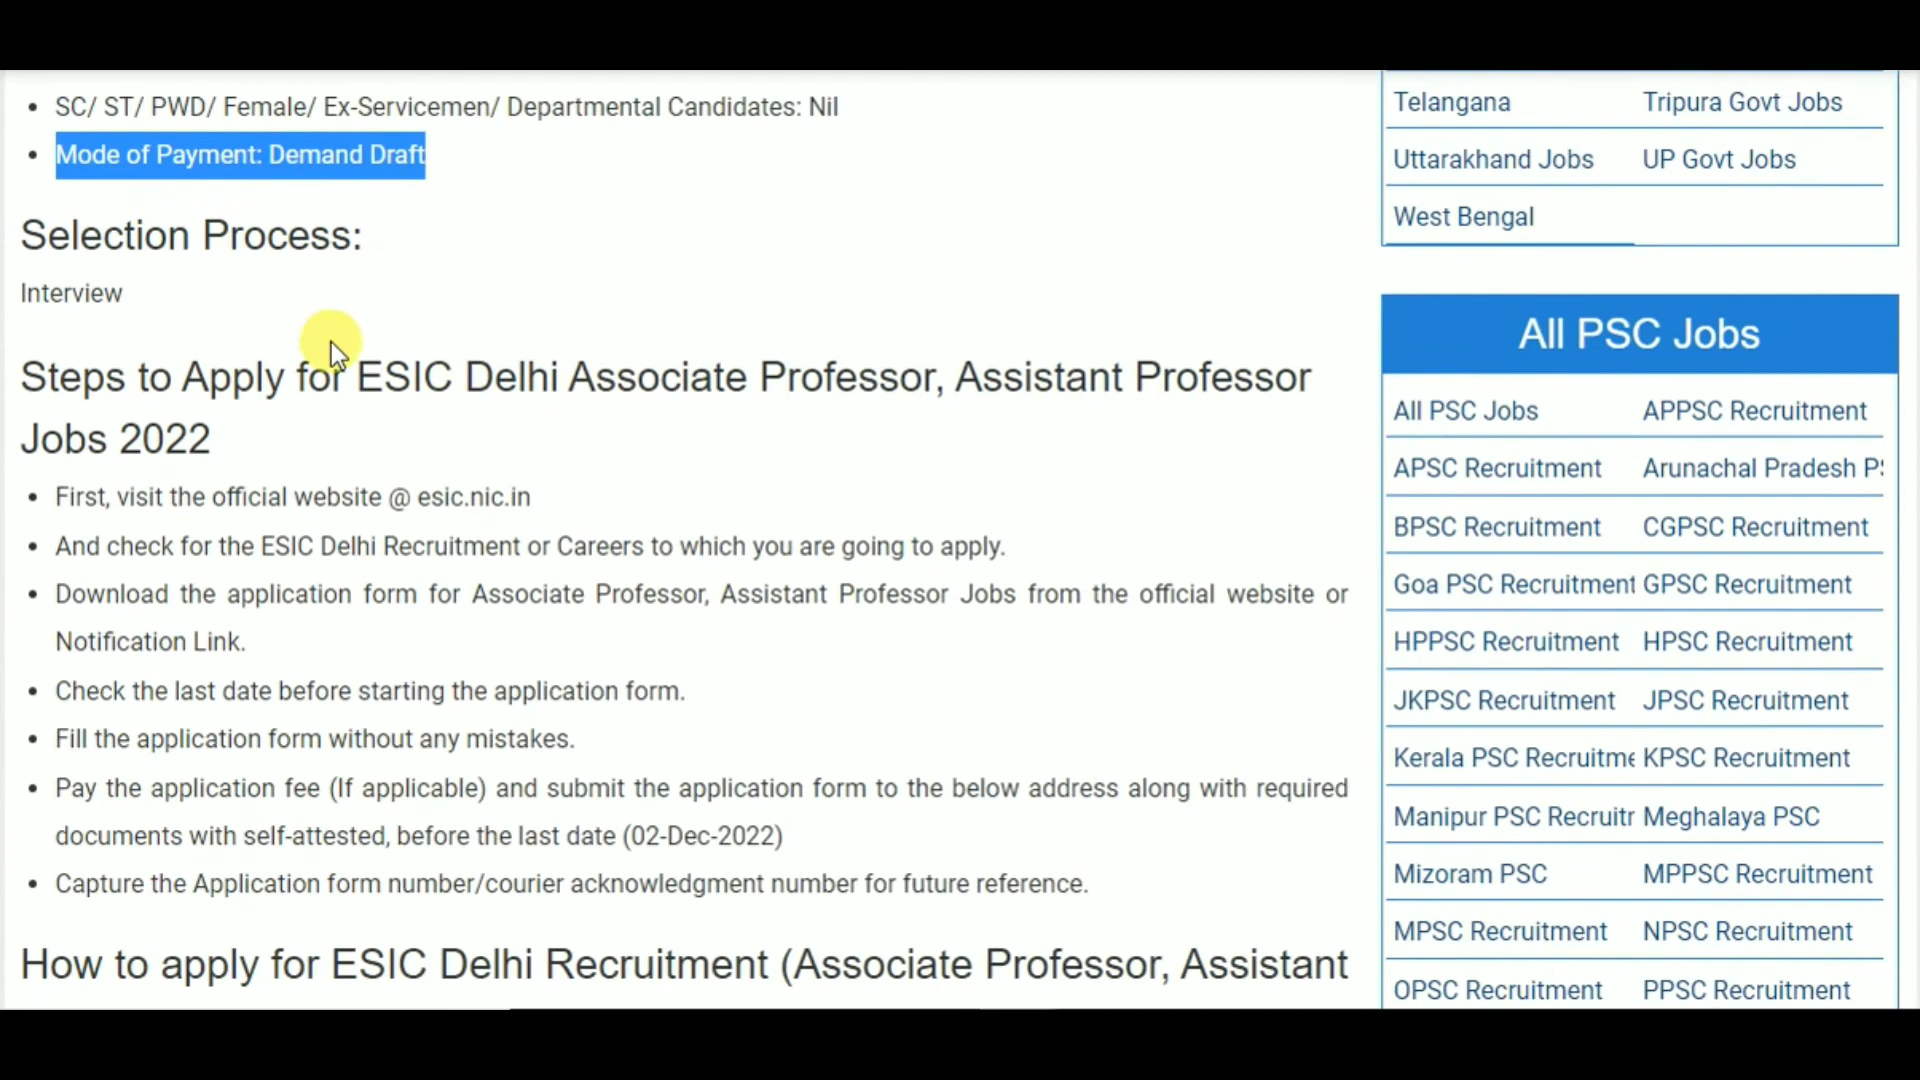 SC/ ST/ PWD/ Female/ Ex-Servicemen/ Departmental Candidates: Nil
Mode of Payment: Demand Draft
Selection Process:
Interview
Steps to Apply for ESIC Delhi Associate Professor, Assistant Professor
Jobs 2022
First, visit the official website @ esic.nic.in
And check for the ESIC Delhi Recruitment or Careers to which you are going to apply.
Download the application form for Associate Professor, Assistant Professor Jobs from the official website or
Notification Link.
Check the last date before starting the application form.
Fill the application form without any mistakes.
Pay the application fee (If applicable) and submit the application form to the below address along with required
documents with self-attested, before the last date (02-Dec-2022)
Capture the Application form number/courier acknowledgment number for future reference.
How to apply for ESIC Delhi Recruitment (Associate Professor, Assistant
Telangana Tripura Govt Jobs
Uttarakhand Jobs UP Govt Jobs
West Bengal
All PSC Jobs
All PSC Jobs APPSC Recruitment
APSC Recruitment Arunachal Pradesh
BPSC Recruitment CGPSC Recruitment
Goa PSC Recruitment GPSC Recruitment
HPPSC Recruitment HPSC Recruitment
JKPSC Recruitment JPSC Recruitment
Kerala PSC Recruitme KPSC Recruitment
Manipur PSC Recruitr Meghalaya PSC
Mizoram PSC MPPSC Recruitment
MPSC Recruitment NPSC Recruitment
OPSC Recruitment PPSC Recruitment